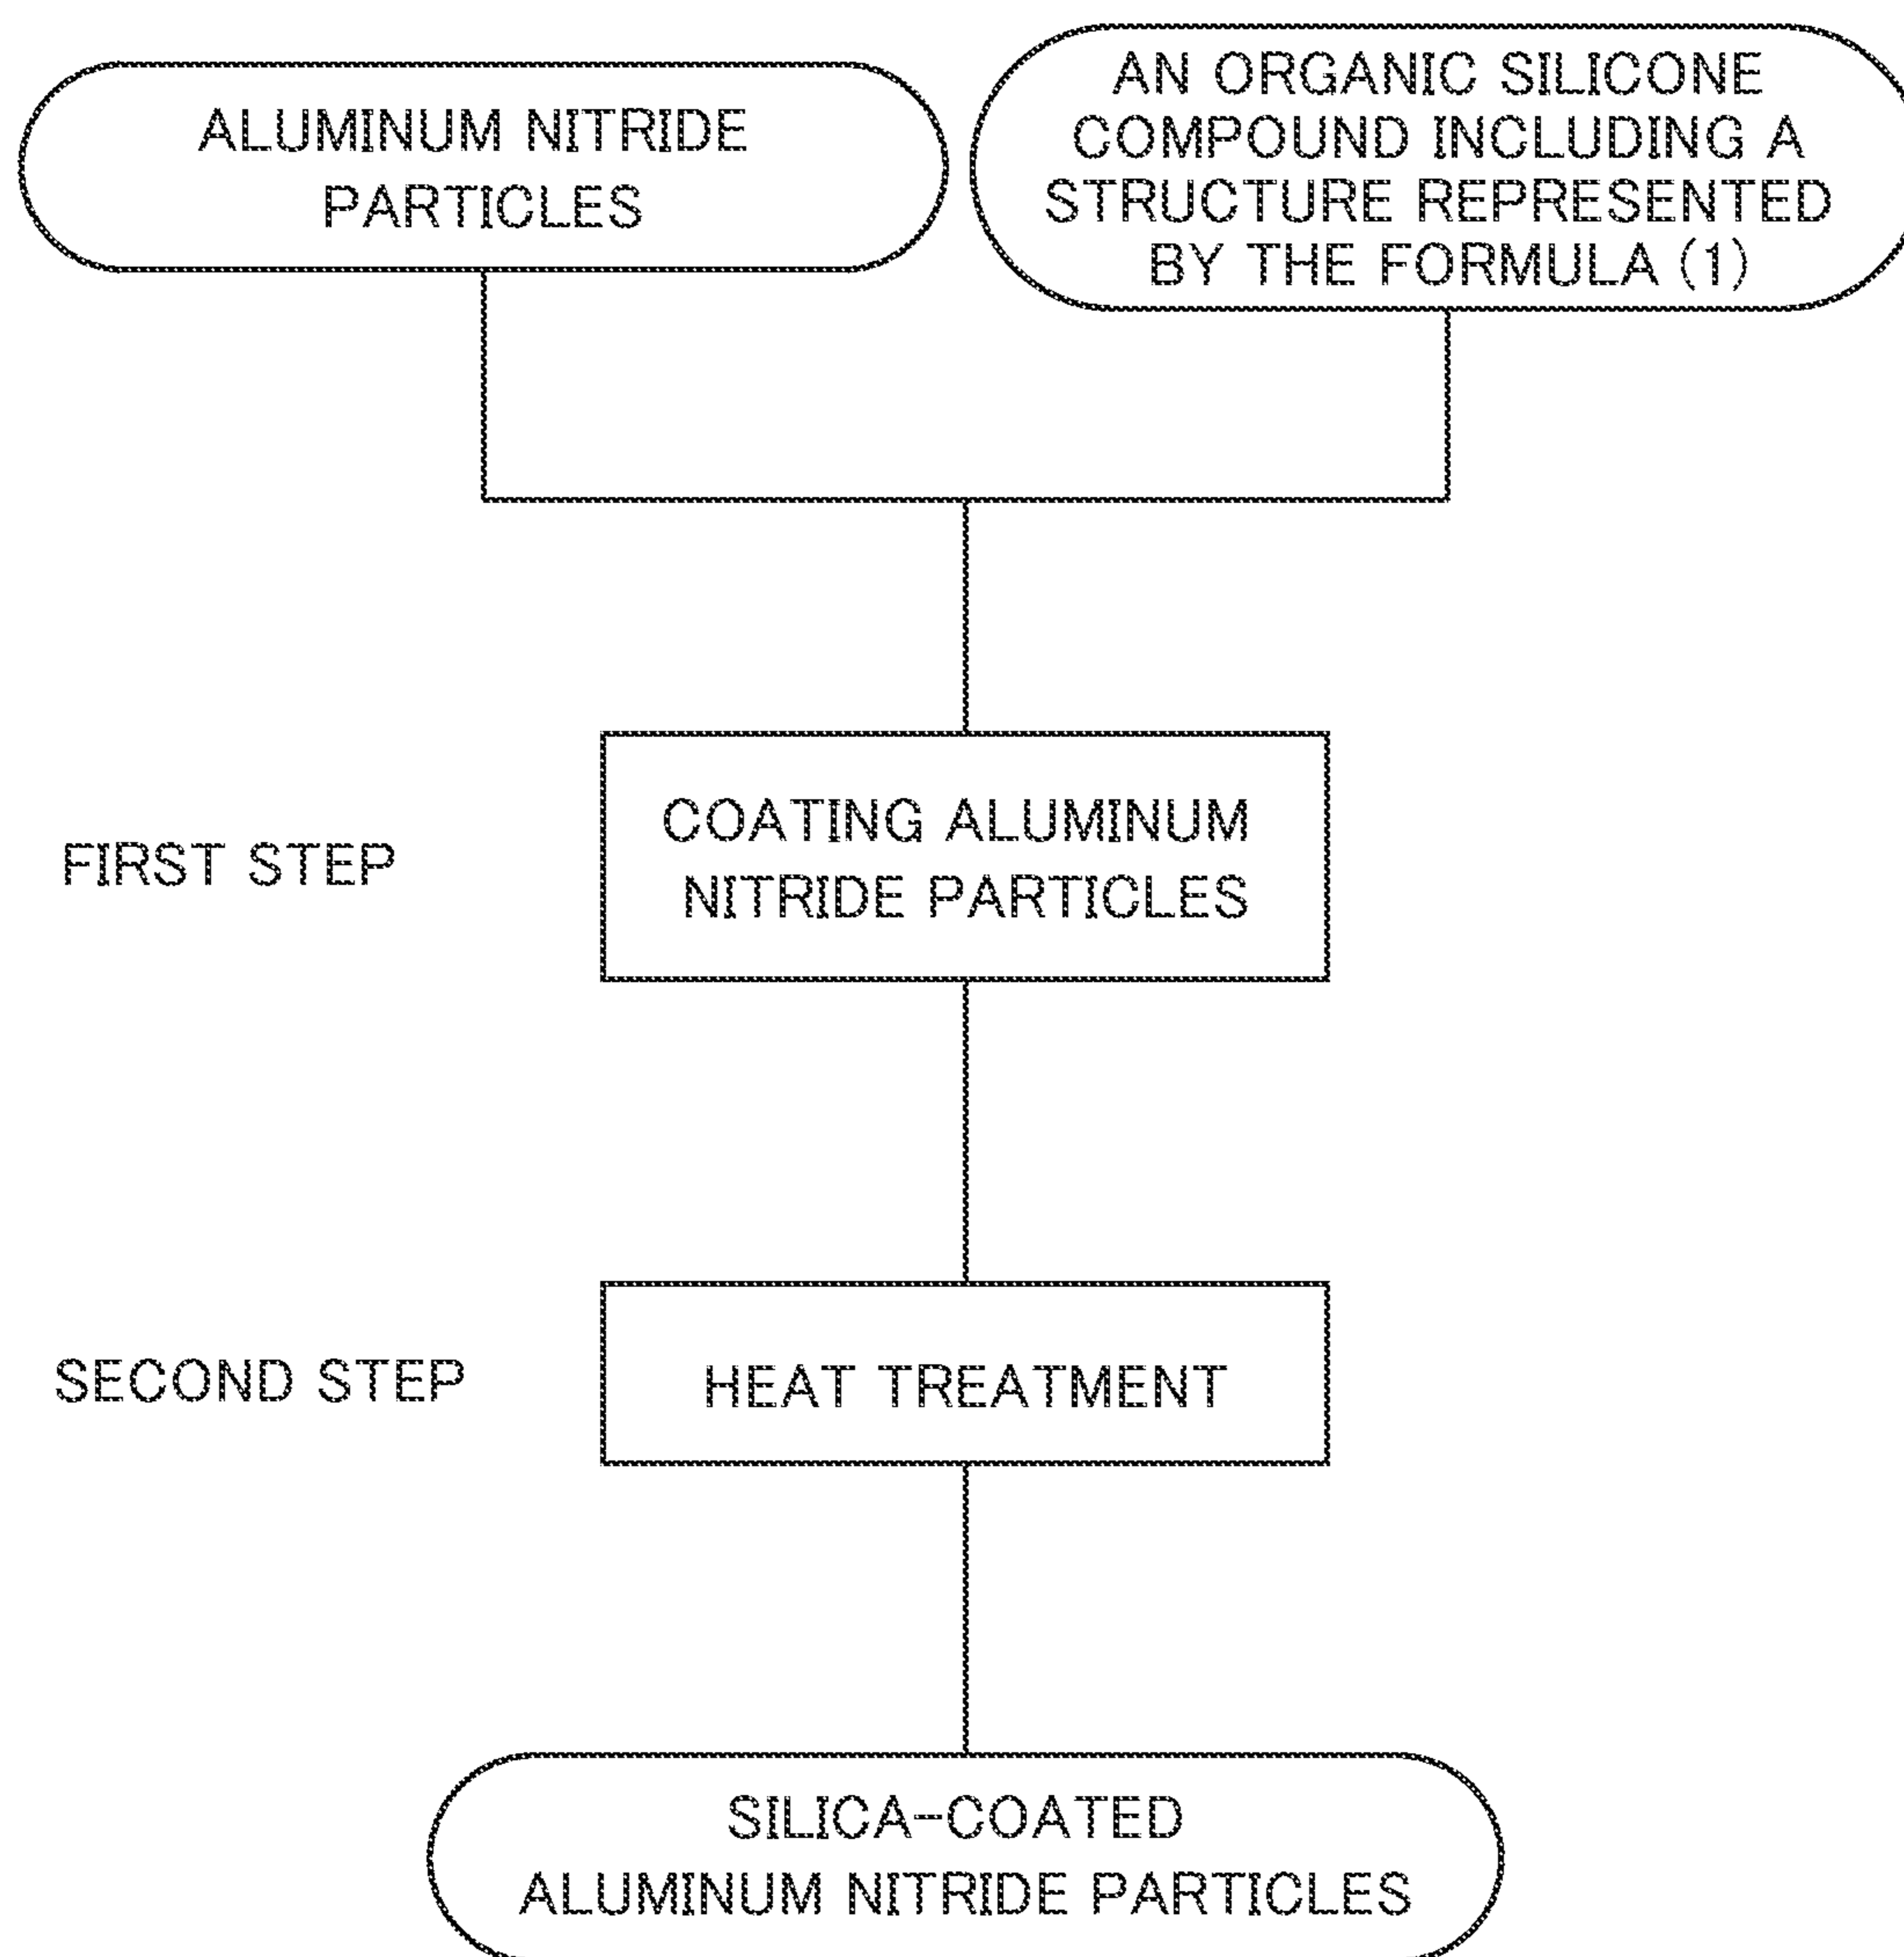 ALUMINUM NITRIDE
PARTICLES
AN ORGANIC SILICONE
COMPOUND INCLUDING A
STRUCTURE REPRESENTED
BY THE FORMULA (1)
FIRST STEP
COATING ALUMINUM
NITRIDE PARTICLES
SECOND STEP
HEAT TREATMENT
SILICA-COATED
ALUMINUM NITRIDE PARTICLES